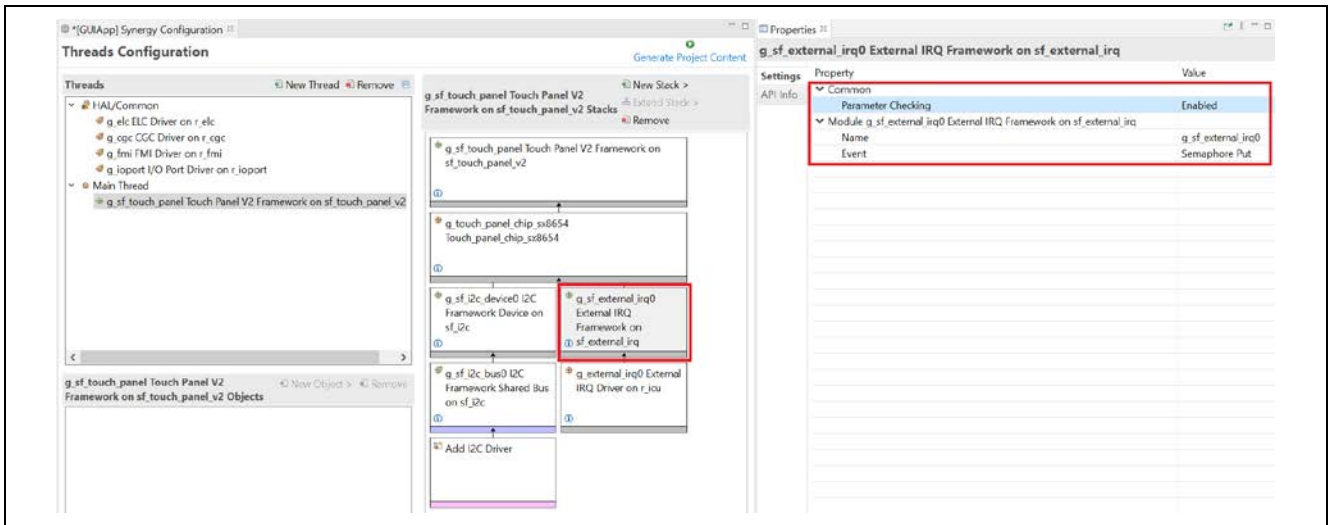 *[GUIApp] Synergy Configuration
Threads Configuration
Generate Project Content
Threads
New Thread
Remove
HAL/Common
g_elc ELC Driver on r_elc
g_cgc CGC Driver on r_cgc
g_fmi FMI Driver on r_fmi
g_ioport I/O Port Driver on r_ioport
Main Thread
g_sf_touch_panel Touch Panel V2 Framework on sf_touch_panel_v2
g_sf_touch_panel Touch Panel V2
Framework on sf_touch_panel_v2 Objects
New Object >
Remove
g_sf_touch_panel Touch Panel V2
Framework on sf_touch_panel_v2 Stacks
New Stack >
Extend Stack >
Remove
g_sf_touch_panel Touch Panel V2 Framework on
sf_touch_panel_v2
g_touch_panel_chip_sx8654
Touch_panel_chip_sx8654
g_sf_i2c_device0 I2C
Framework Device on
sf_i2c
g_sf_external_irq0
External IRQ
Framework on
sf_external_irq
g_sf_i2c_bus0 I2C
Framework Shared Bus
on sf_i2c
g_external_irq0 External
IRQ Driver on r_icu
Add I2C Driver
Properties
g_sf_external_irq0 External IRQ Framework on sf_external_irq
Settings
API Info
Property Value
Common
Parameter Checking Enabled
Module g_sf_external_irq0 External IRQ Framework on sf_external_irq
Name g_sf_external_irq0
Event Semaphore Put